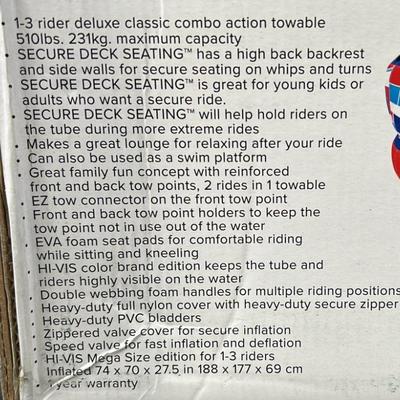 • 1-3 rider deluxe classic combo action towable
510lbs. 231kg. maximum capacity
• SECURE DECK SEATING™ has a high back backrest
and side walls for secure seating on whips and turns
• SECURE DECK SEATING™ is great for young kids or
adults who want a secure ride.
• SECURE DECK SEATING™ will help hold riders on
the tube during more extreme rides
• Makes a great lounge for relaxing after your ride
• Can also be used as a swim platform
• Great family fun concept with reinforced
front and back tow points, 2 rides in 1 towable
• EZ tow connector on the front tow point
• Front and back tow point holders to keep the
tow point not in use out of the water
• EVA foam seat pads for comfortable riding
while sitting and kneeling
• HI-VIS color brand edition keeps the tube and
riders highly visible on the water
• Double webbing foam handles for multiple riding positions
• Heavy-duty full nylon cover with heavy-duty secure zipper
• Heavy-duty PVC bladders
• Zippered valve cover for secure inflation
• Speed valve for fast inflation and deflation
• HI-VIS Mega Size edition for 1-3 riders
• Inflated 74 x 70 x 27.5 in 188 x 177 x 69 cm
• 1 year warranty